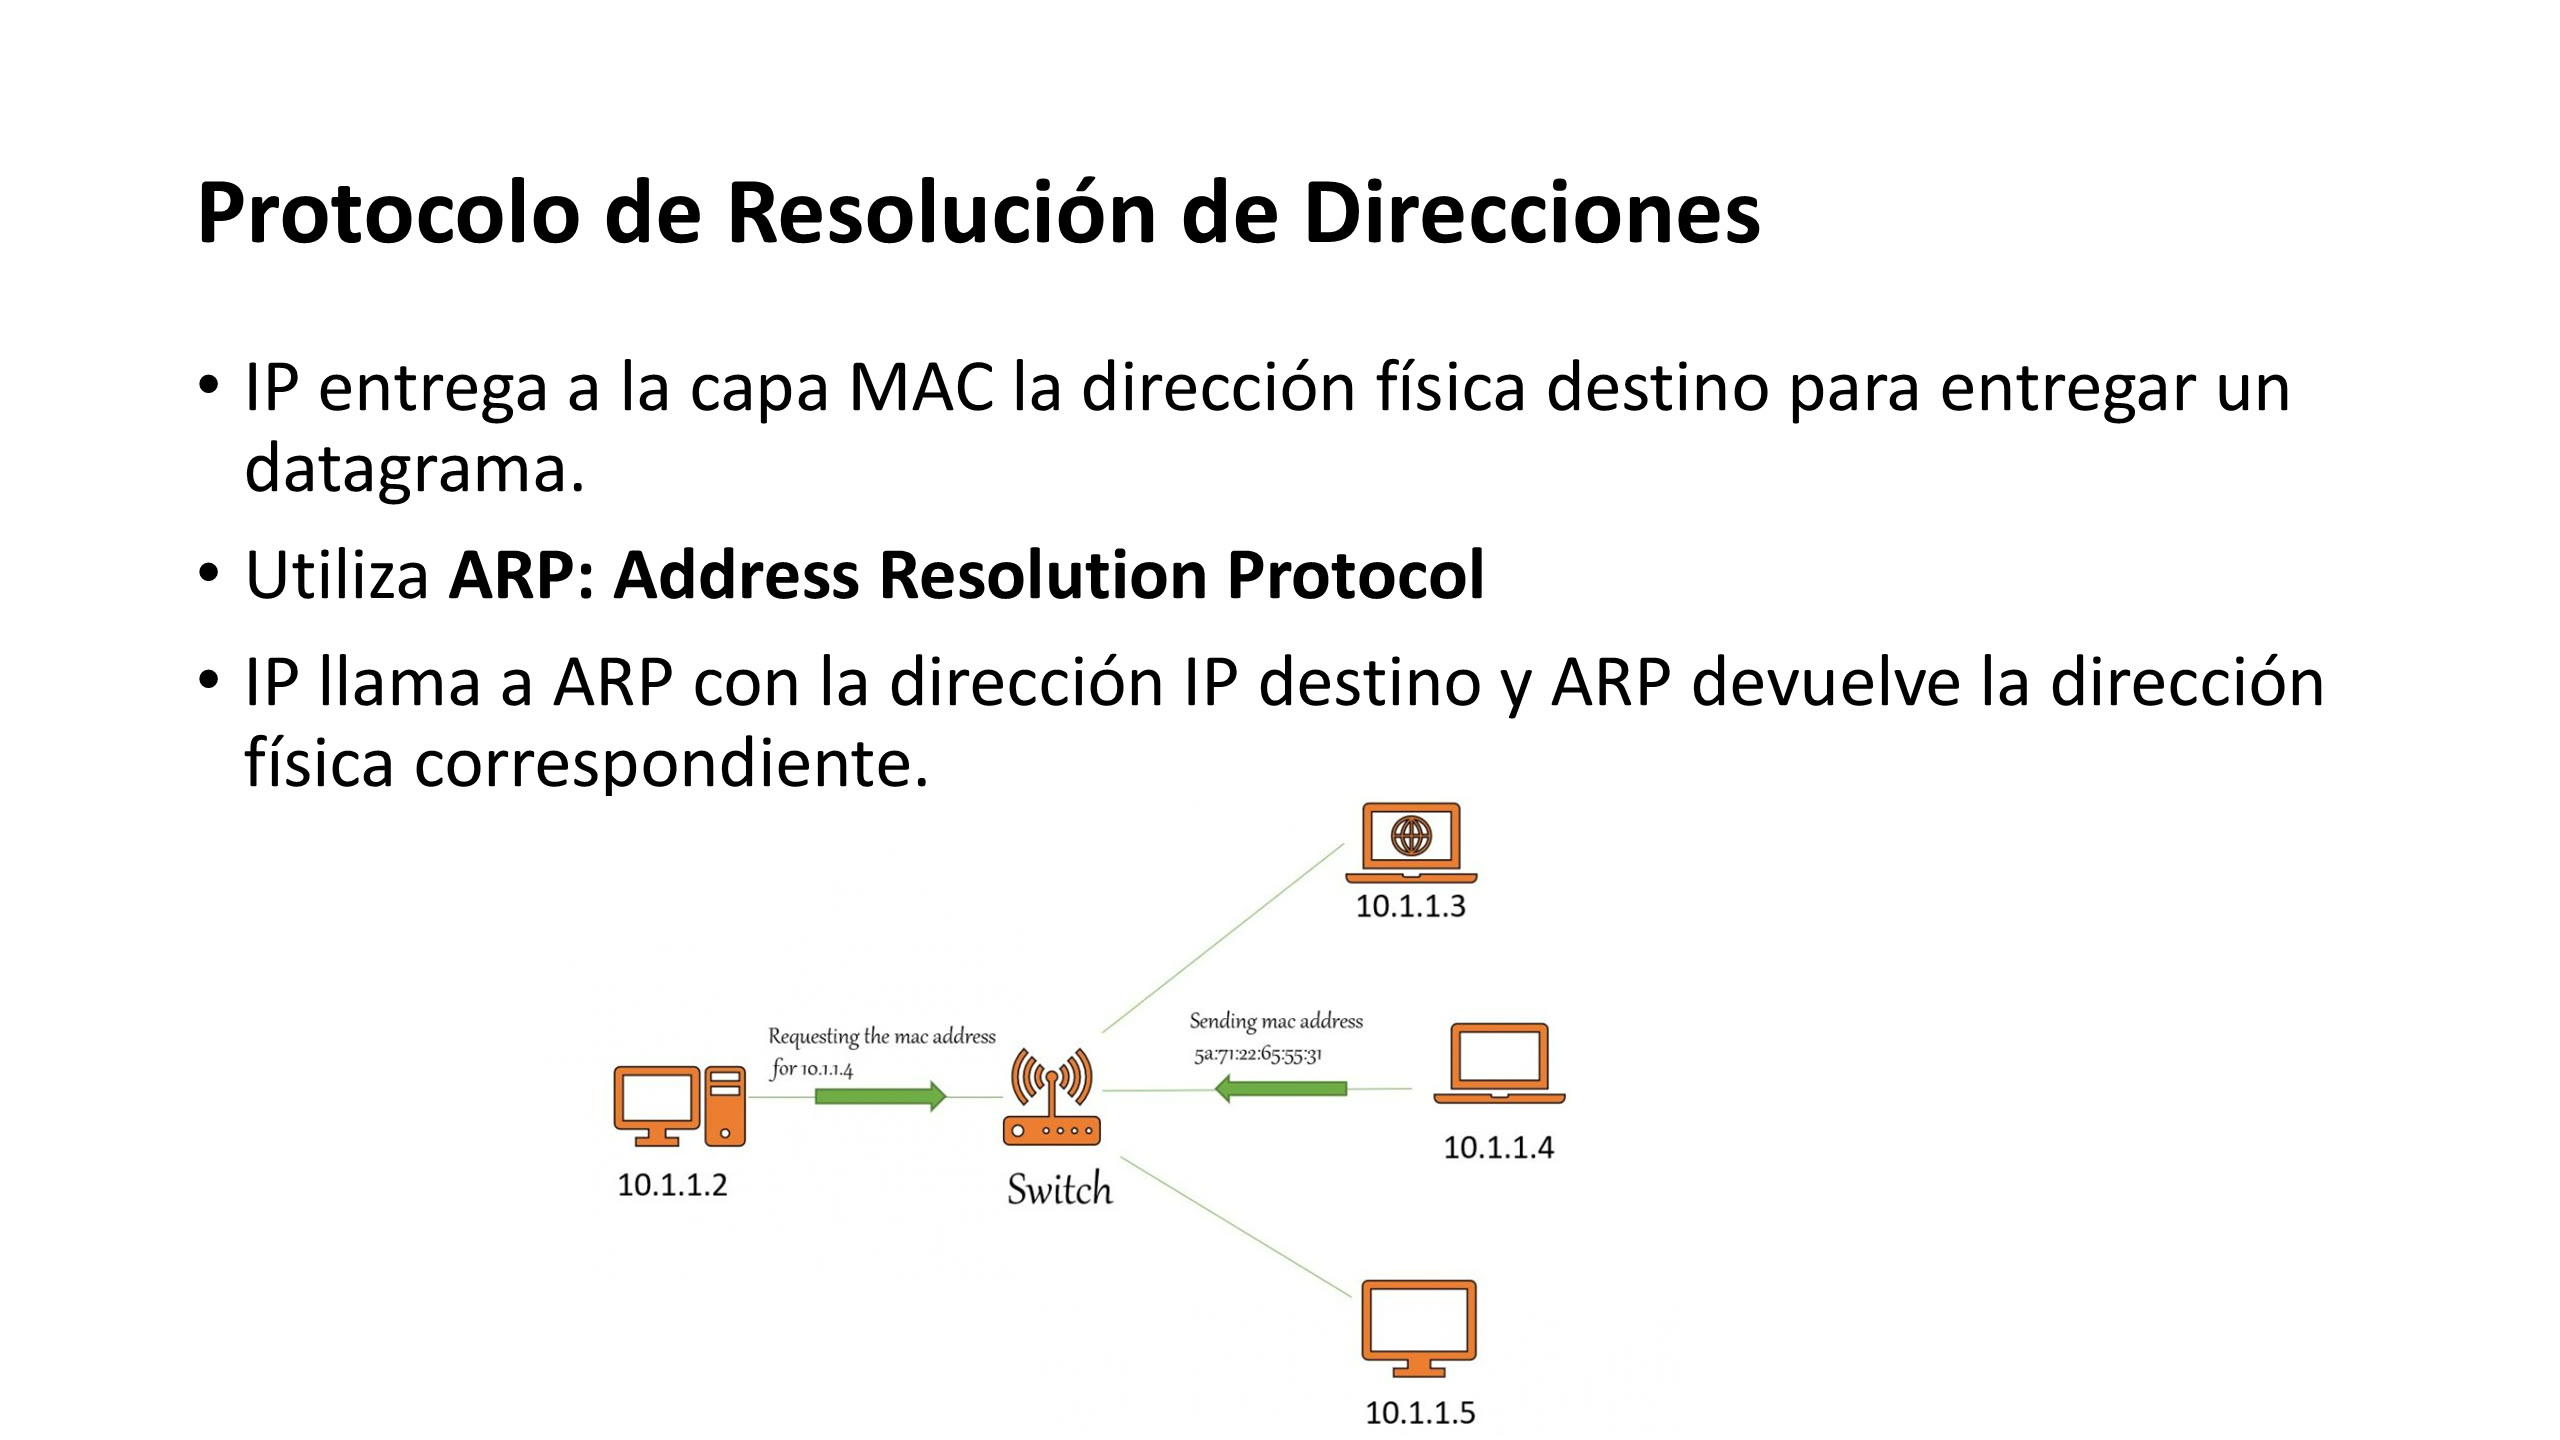 Protocolo de Resolución de Direcciones
• IP entrega a la capa MAC la dirección física destino para entregar un
datagrama.
• Utiliza ARP: Address Resolution Protocol
• IP llama a ARP con la dirección IP destino y ARP devuelve la dirección
física correspondiente.
10.1.1.3
Requesting the mac address
for 10.1.1.4
Sending mac address
5a:71:22:65:55:31
10.1.1.2
Switch
10.1.1.4
10.1.1.5